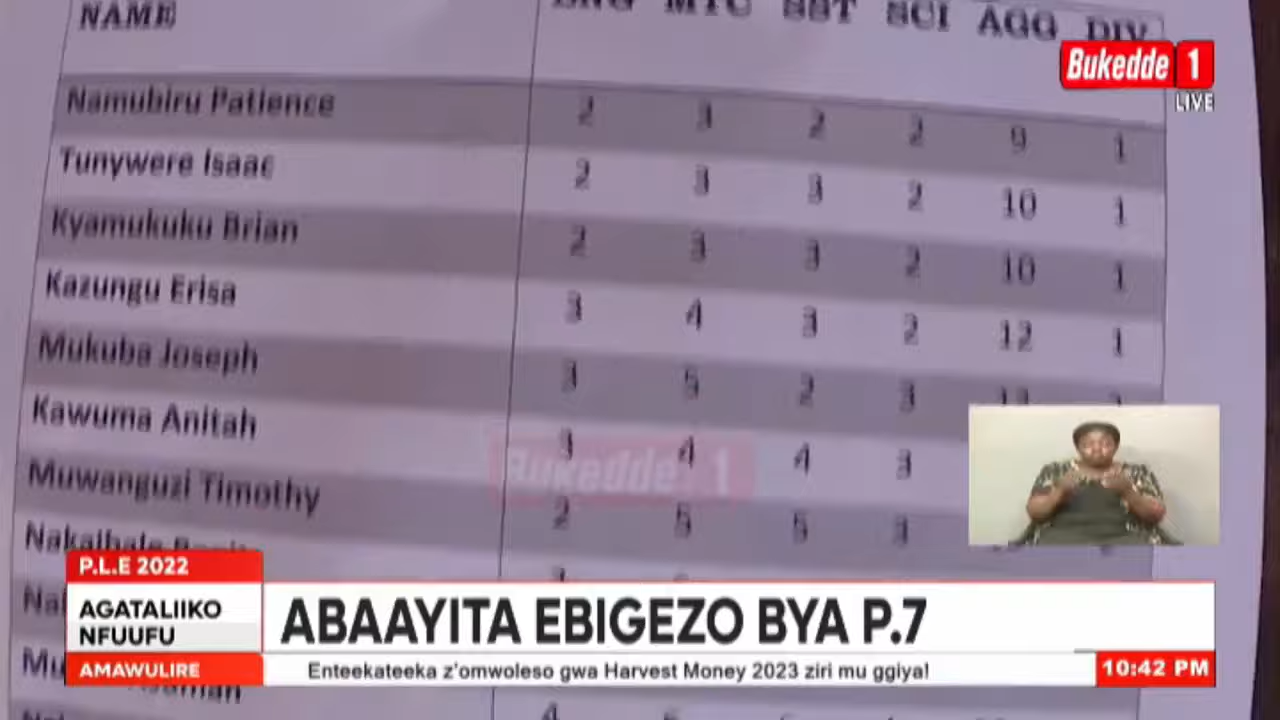 NAME ENG MTC SST SCI AGG DIV
Bukedde 1
LIVE
Namubiru Patience 2 3 2 2 9 1
Tunywere Isaac 2 3 3 2 10 1
Kyamukuku Brian 2 3 3 2 10 1
Kazungu Erisa 3 4 3 2 12 1
Mukuba Joseph 3 5 2 3 13
Kawuma Anitah 3 4 4 3
Bukedde 1
Muwanguzi Timothy 2 5 5 3
P.L.E 2022
AGATALIIKO
NFUUFU
ABAAYITA EBIGEZO BYA P.7
AMAWULIRE
Enteekateeka z'omwoleso gwa Harvest Money 2023 ziri mu ggiya!
10:42 PM